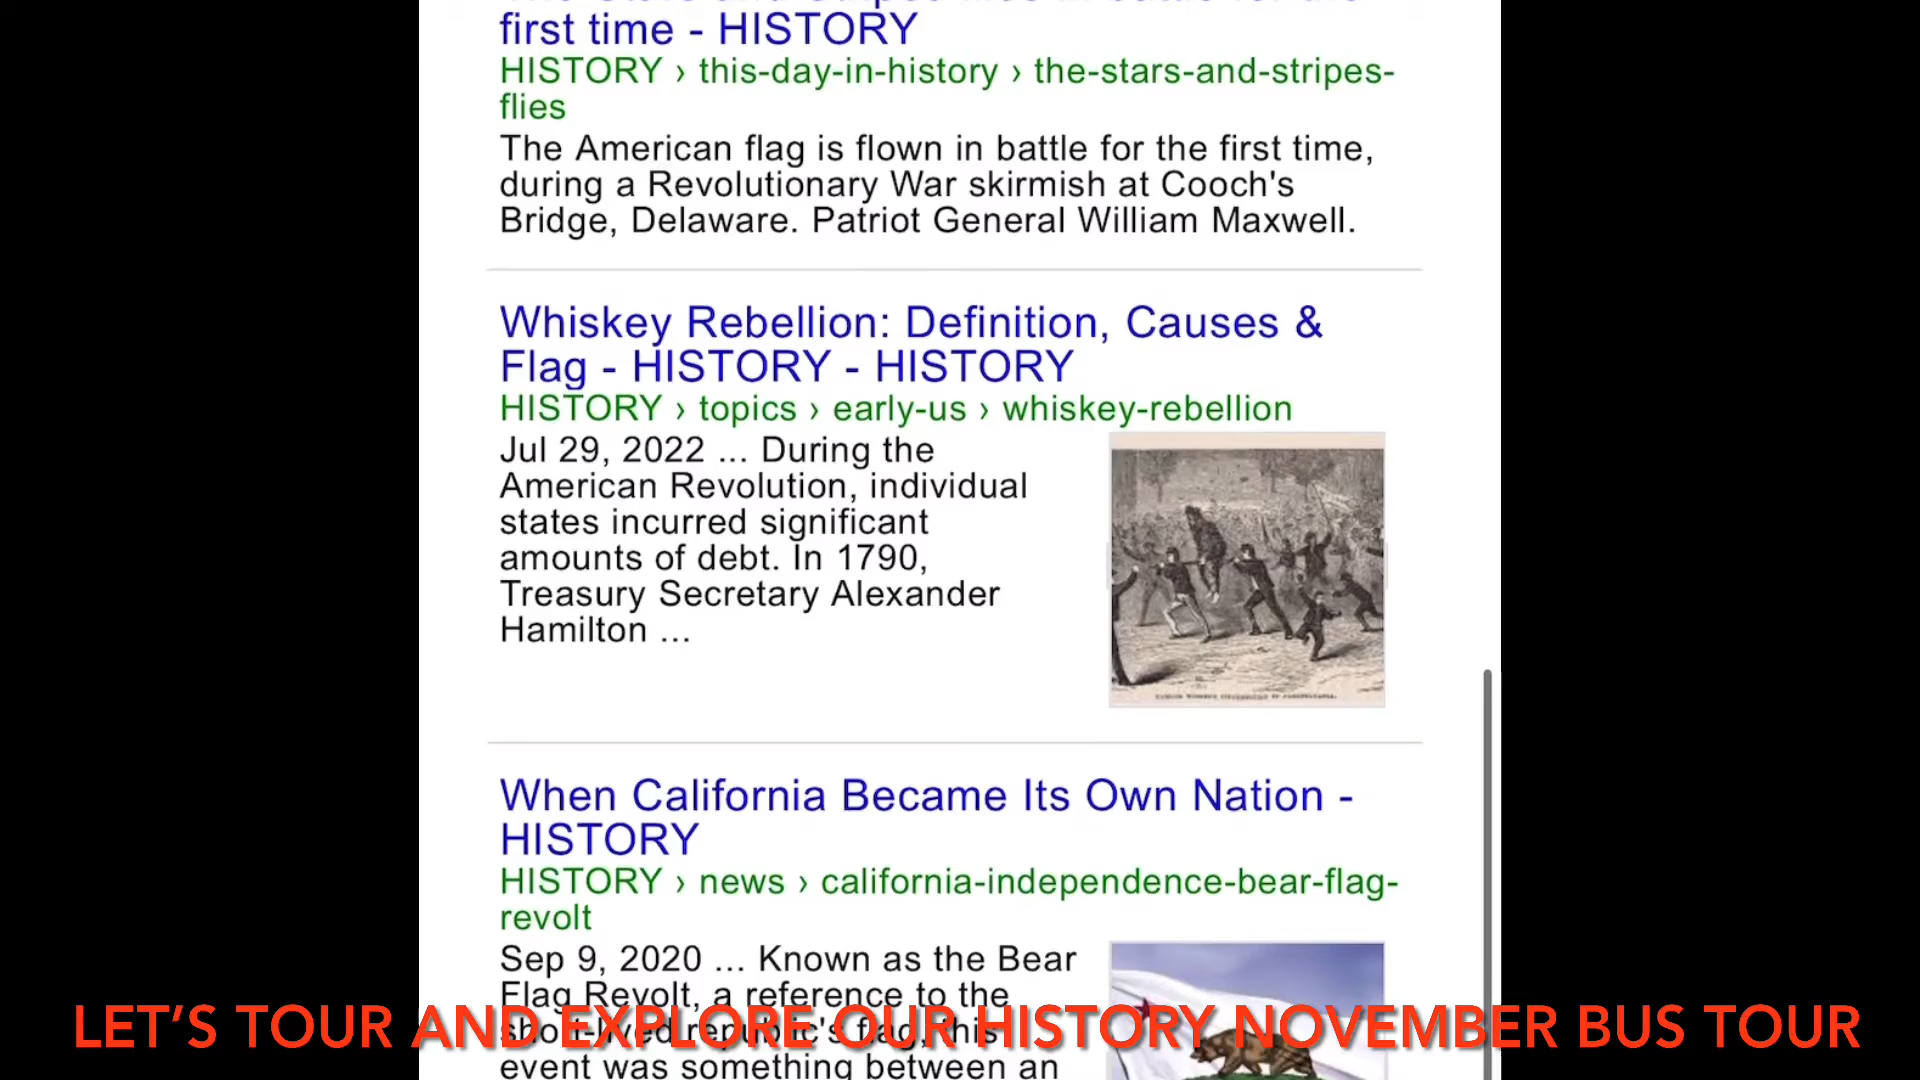 first time - HISTORY
HISTORY › this-day-in-history › the-stars-and-stripes-
flies
The American flag is flown in battle for the first time,
during a Revolutionary War skirmish at Cooch's
Bridge, Delaware. Patriot General William Maxwell.
Whiskey Rebellion: Definition, Causes &
Flag - HISTORY - HISTORY
HISTORY › topics › early-us › whiskey-rebellion
Jul 29, 2022 ... During the
American Revolution, individual
states incurred significant
amounts of debt. In 1790,
Treasury Secretary Alexander
Hamilton ...
When California Became Its Own Nation -
HISTORY
HISTORY › news › california-independence-bear-flag-
revolt
Sep 9, 2020 ... Known as the Bear
Flag Revolt, a reference to the
short-lived republic's flag, this
event was something between an
LET'S TOUR AND EXPLORE OUR HISTORY NOVEMBER BUS TOUR